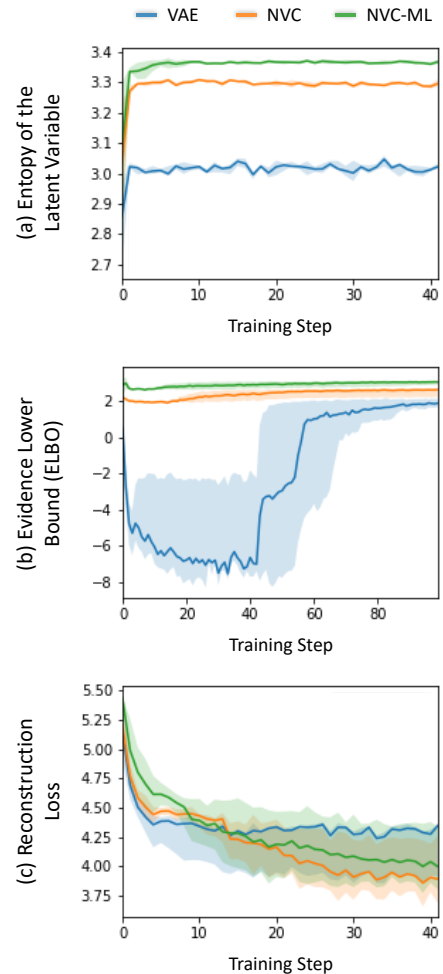 VAE NVC NVC-ML
(a) Entopy of the
Latent Variable
3.4
3.3
3.2
3.1
3.0
2.9
2.8
2.7
0 10 20 30 40
Training Step
(b) Evidence Lower
Bound (ELBO)
2
0
−2
−4
−6
−8
0 20 40 60 80
Training Step
(c) Reconstruction
Loss
5.50
5.25
5.00
4.75
4.50
4.25
4.00
3.75
0 10 20 30 40
Training Step